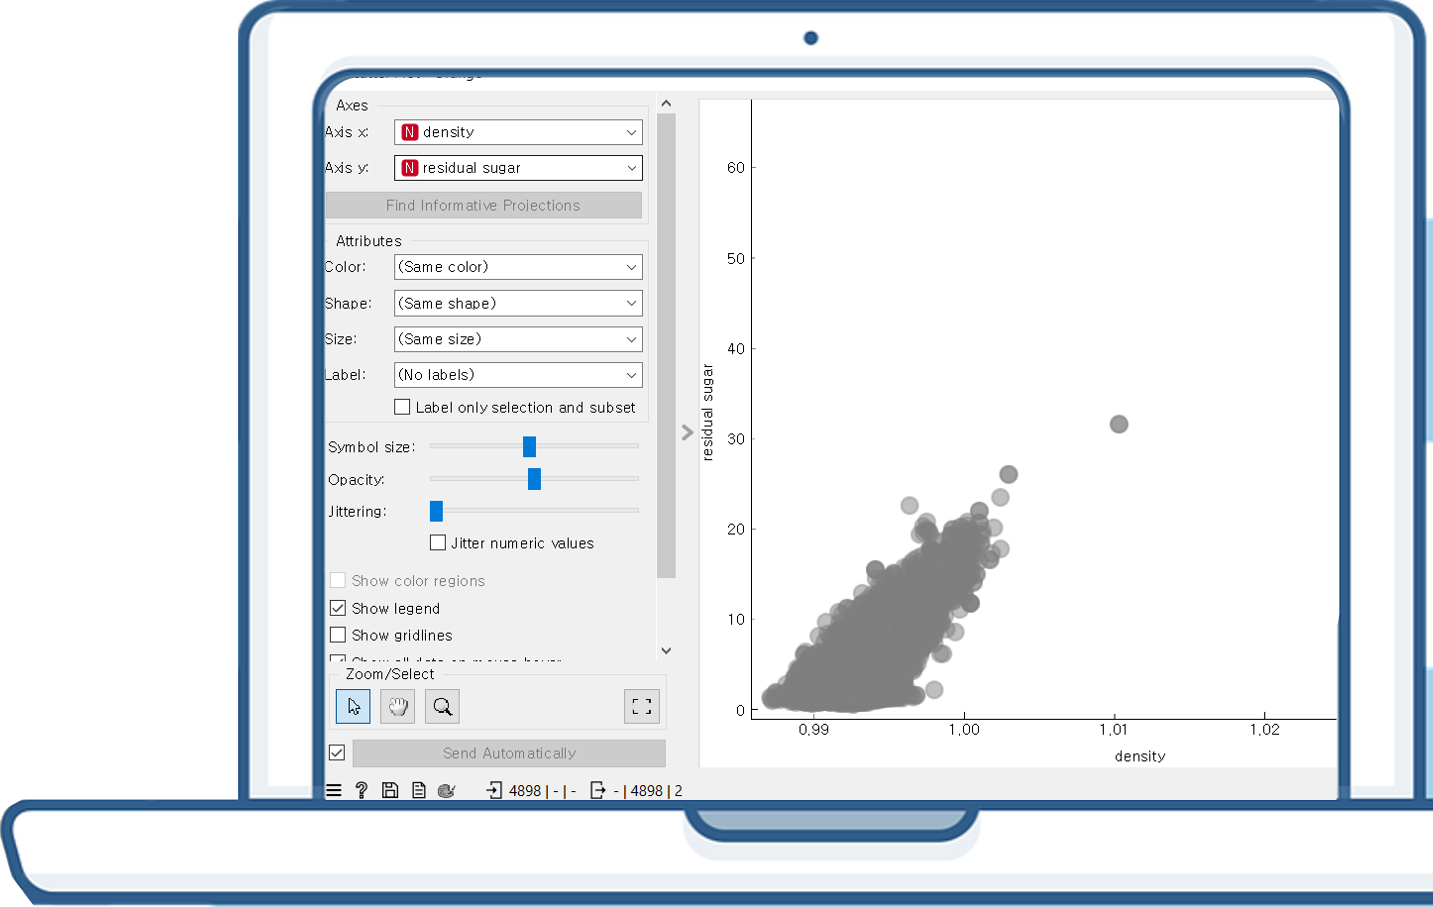 Axes
Axis x: N density
Axis y: N residual sugar
Find Informative Projections
Attributes
Color: (Same color)
Shape: (Same shape)
Size: (Same size)
Label: (No labels)
Label only selection and subset
Symbol size:
Opacity:
Jittering:
Jitter numeric values
Show color regions
Show legend
Show gridlines
Zoom/Select
Send Automatically
? 4898 | - | - - | 4898 | 2
residual sugar
60
50
40
30
20
10
0
0.99 1.00 1.01 1.02
density